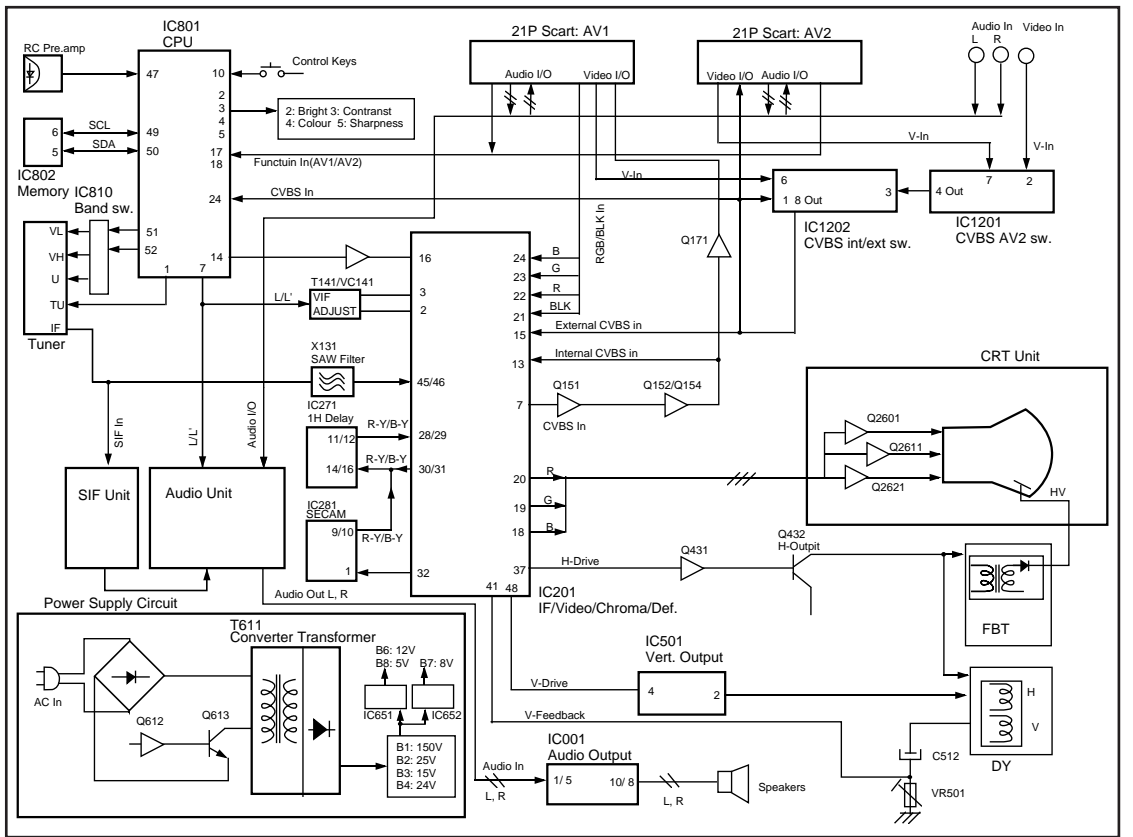 IC801
CPU
RC Pre.amp
47
10
Control Keys
2
3
4
5
2: Bright 3: Contranst
4: Colour 5: Sharpness
6
5
SCL
SDA
49
50
17
18
Functuin In(AV1/AV2)
IC802
Memory
IC810
Band sw.
24
CVBS In
VL
VH
U
TU
IF
Tuner
51
52
1
7
14
21P Scart: AV1
Audio I/O
Video I/O
21P Scart: AV2
Video I/O
Audio I/O
Audio In
L
R
Video In
V-In
V-In
V-In
6
1
8 Out
3
IC1202
CVBS int/ext sw.
4 Out
7
2
IC1201
CVBS AV2 sw.
RGB/BLK In
Q171
16
T141/VC141
VIF
ADJUST
L/L'
3
2
X131
SAW Filter
45/46
IC271
1H Delay
11/12
14/16
R-Y/B-Y
R-Y/B-Y
28/29
30/31
IC281
SECAM
9/10
R-Y/B-Y
1
32
24
B
23
G
22
R
21
BLK
15
External CVBS in
13
Internal CVBS in
7
Q151
CVBS In
Q152/Q154
20
R
19
G
18
B
37
H-Drive
Q431
Q432
H-Outpit
41
48
IC201
IF/Video/Chroma/Def.
CRT Unit
Q2601
Q2611
Q2621
HV
FBT
SIF In
L/L'
Audio I/O
SIF Unit
Audio Unit
Audio Out L, R
Power Supply Circuit
AC In
Q612
Q613
T611
Converter Transformer
B6: 12V
B8: 5V
B7: 8V
IC651
IC652
B1: 150V
B2: 25V
B3: 15V
B4: 24V
V-Drive
V-Feedback
IC501
Vert. Output
4
2
H
V
DY
C512
VR501
Audio In
L, R
IC001
Audio Output
1/ 5
10/ 8
L, R
Speakers